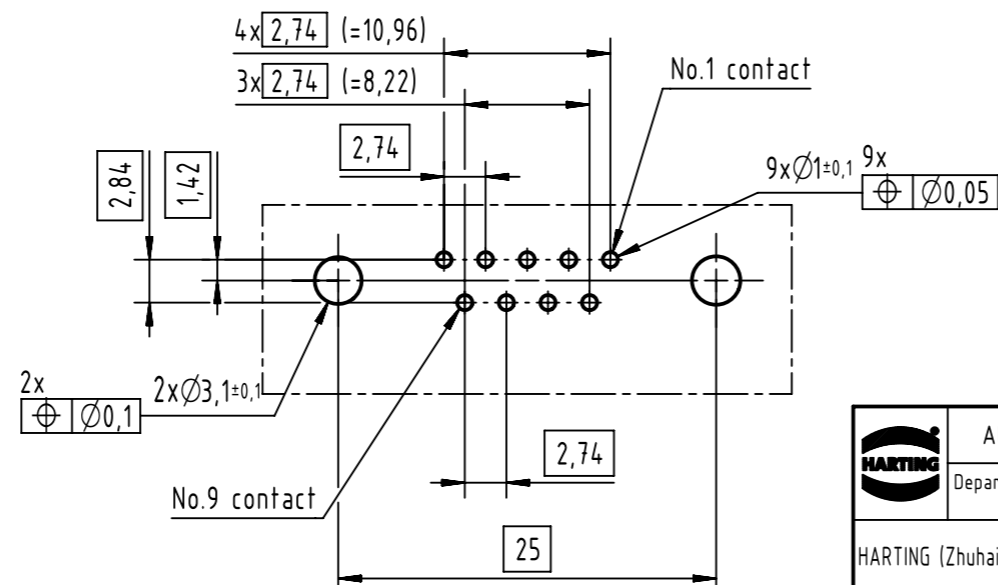 4x 2,74 (=10,96)
3x 2,74 (=8,22)
No.1 contact
2,74
2,84
1,42
9xØ1±0,1
9x
⌖ Ø0,05
2x
⌖ Ø0,1
2xØ3,1±0,1
2,74
No.9 contact
25
HARTING
A
Depar
HARTING (Zhuhai